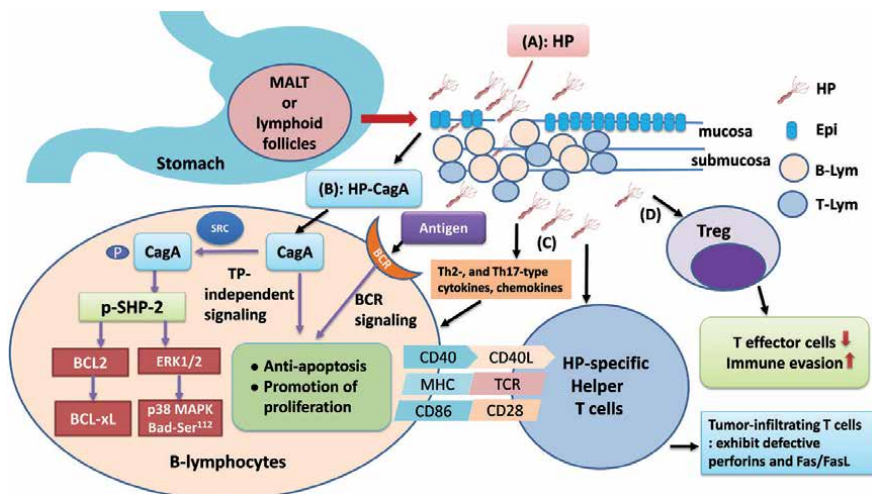 (A): HP
MALT
or
lymphoid
follicles
Stomach
mucosa
submucosa
HP
Epi
B-Lym
T-Lym
(B): HP-CagA
(C)
(D)
Treg
Antigen
BCR
SRC
P
CagA
CagA
TP-
independent
signaling
BCR
signaling
Th2-, and Th17-type
cytokines, chemokines
p-SHP-2
BCL2
ERK1/2
BCL-xL
p38 MAPK
Bad-Ser¹¹²
• Anti-apoptosis
• Promotion of
proliferation
CD40
CD40L
MHC
TCR
CD86
CD28
HP-specific
Helper
T cells
T effector cells
Immune evasion
Tumor-infiltrating T cells
: exhibit defective
perforins and Fas/FasL
B-lymphocytes